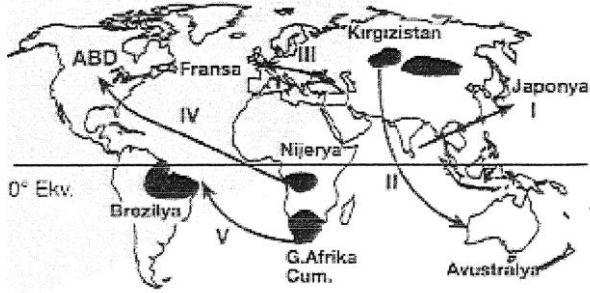 Kırgızistan
ABD
III
Fransa
Japonya
I
IV
Nijerya
II
0° Ekv.
Brezilya
V
G.Afrika
Cum.
Avustralya